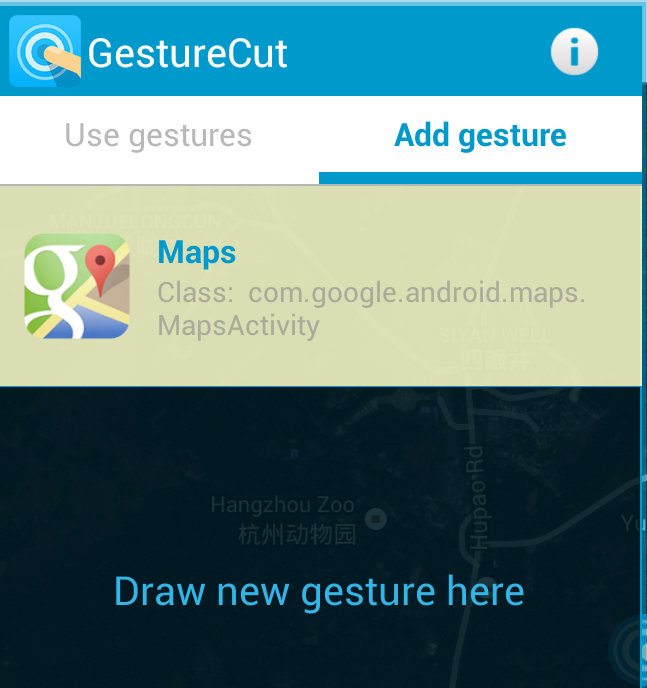 GestureCut
Use gestures
Add gesture
MANJUELONGCUN
Maps
Class:  com.google.android.maps.
MapsActivity
SIYAN WELL
四眼井
Hupao Rd
Hangzhou Zoo
杭州动物园
Draw new gesture here